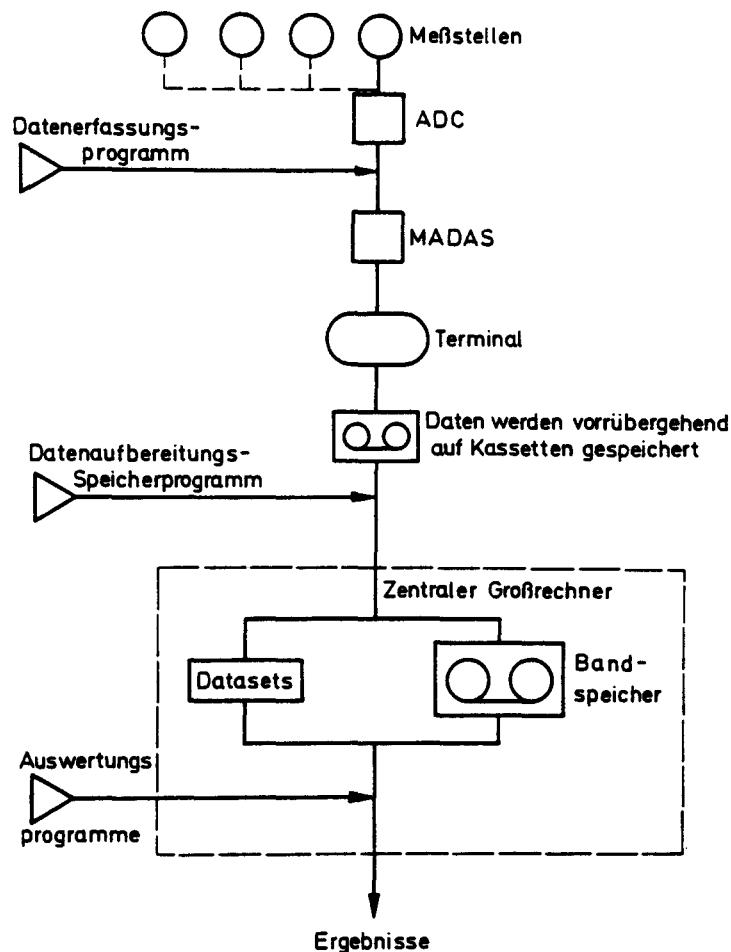 Meßstellen
ADC
Datenerfassungs-
programm
MADAS
Terminal
Daten werden vorrübergehend
auf Kassetten gespeichert
Datenaufbereitungs-
Speicherprogramm
Zentraler Großrechner
Datasets
Band-
speicher
Auswertungs
programme
Ergebnisse